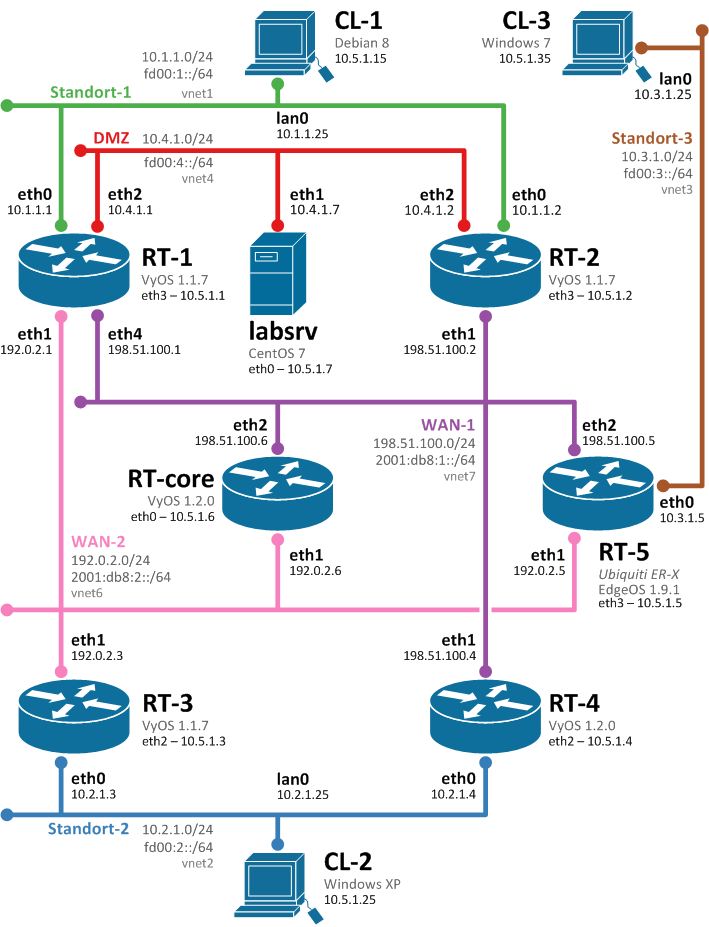 CL-1
Debian 8
10.5.1.15
CL-3
Windows 7
10.5.1.35
10.1.1.0/24
fd00:1::/64
vnet1
Standort-1
lan0
10.1.1.25
lan0
10.3.1.25
Standort-3
10.3.1.0/24
fd00:3::/64
vnet3
DMZ
10.4.1.0/24
fd00:4::/64
vnet4
eth0
10.1.1.1
eth2
10.4.1.1
eth1
10.4.1.7
eth2
10.4.1.2
eth0
10.1.1.2
RT-1
VyOS 1.1.7
eth3 – 10.5.1.1
labsrv
CentOS 7
eth0 – 10.5.1.7
RT-2
VyOS 1.1.7
eth3 – 10.5.1.2
eth1
192.0.2.1
eth4
198.51.100.1
eth1
198.51.100.2
WAN-1
198.51.100.0/24
2001:db8:1::/64
vnet7
eth2
198.51.100.6
eth2
198.51.100.5
RT-core
VyOS 1.2.0
eth0 – 10.5.1.6
eth0
10.3.1.5
RT-5
Ubiquiti ER-X
EdgeOS 1.9.1
eth3 – 10.5.1.5
WAN-2
192.0.2.0/24
2001:db8:2::/64
vnet6
eth1
192.0.2.6
eth1
192.0.2.5
eth1
192.0.2.3
eth1
198.51.100.4
RT-3
VyOS 1.1.7
eth2 – 10.5.1.3
RT-4
VyOS 1.2.0
eth2 – 10.5.1.4
eth0
10.2.1.3
lan0
10.2.1.25
eth0
10.2.1.4
Standort-2
10.2.1.0/24
fd00:2::/64
vnet2
CL-2
Windows XP
10.5.1.25